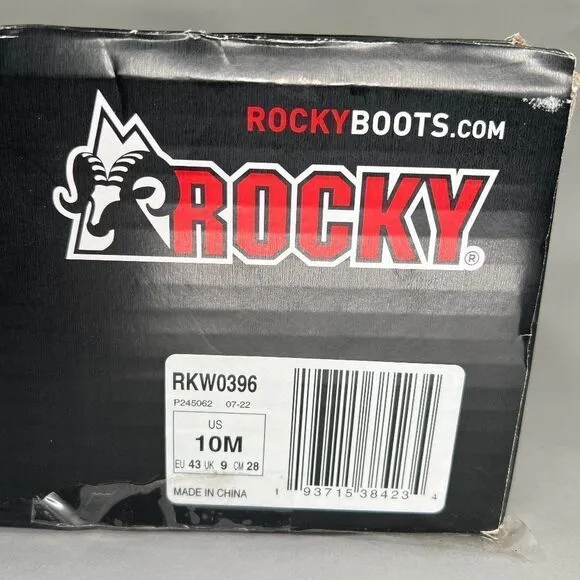 ROCKYBOOTS.COM
ROCKY®
RKW0396
P245062 07-22
US
10M
EU 43 UK 9 CM 28
MADE IN CHINA
1 93715 38423 4